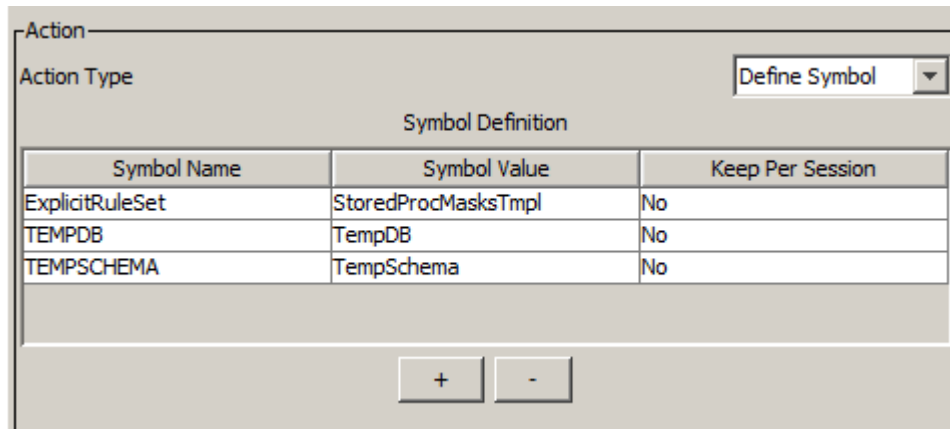 Action
Action Type Define Symbol
Symbol Definition
Symbol Name Symbol Value Keep Per Session
ExplicitRuleSet StoredProcMasksTmpl No
TEMPDB TempDB No
TEMPSCHEMA TempSchema No
+ -